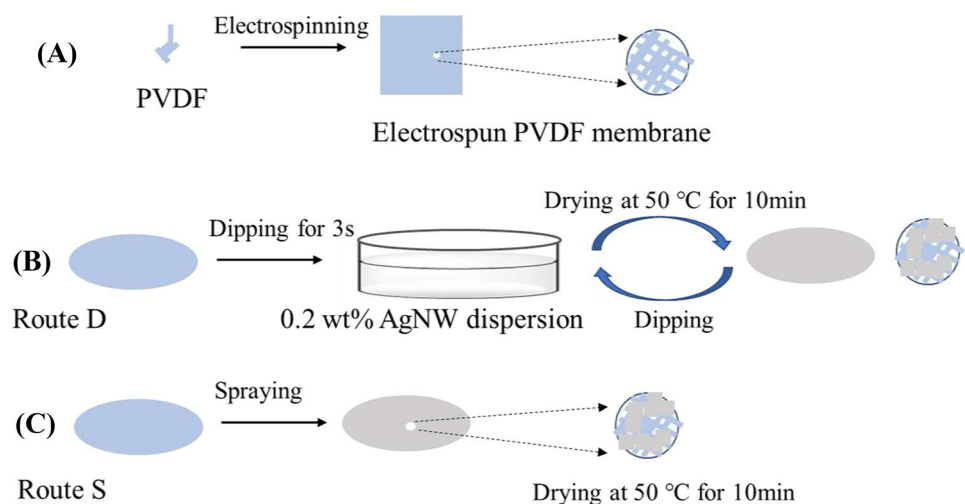 (A)
Electrospinning
PVDF
Electrospun PVDF membrane
(B)
Dipping for 3s
Drying at 50 ℃ for 10min
Route D
0.2 wt% AgNW dispersion
Dipping
(C)
Spraying
Route S
Drying at 50 ℃ for 10min